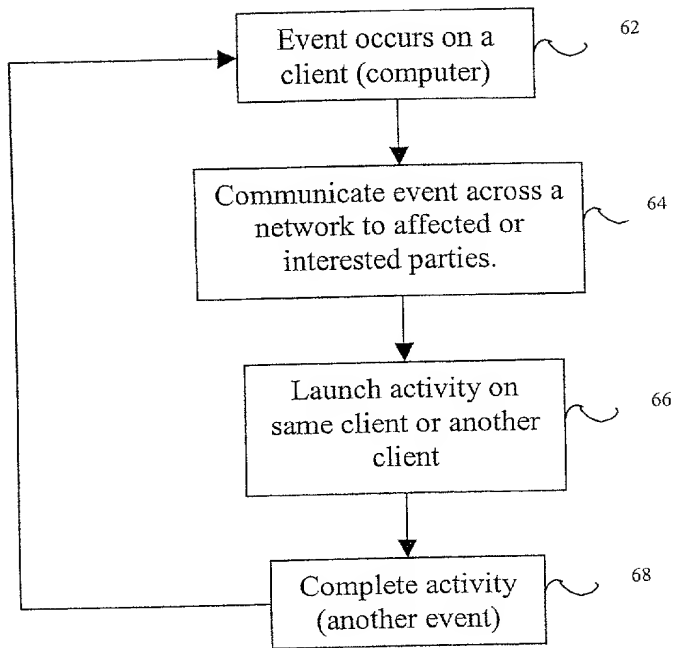 Event occurs on a
client (computer)
62
Communicate event across a
network to affected or
interested parties.
64
Launch activity on
same client or another
client
66
Complete activity
(another event)
68